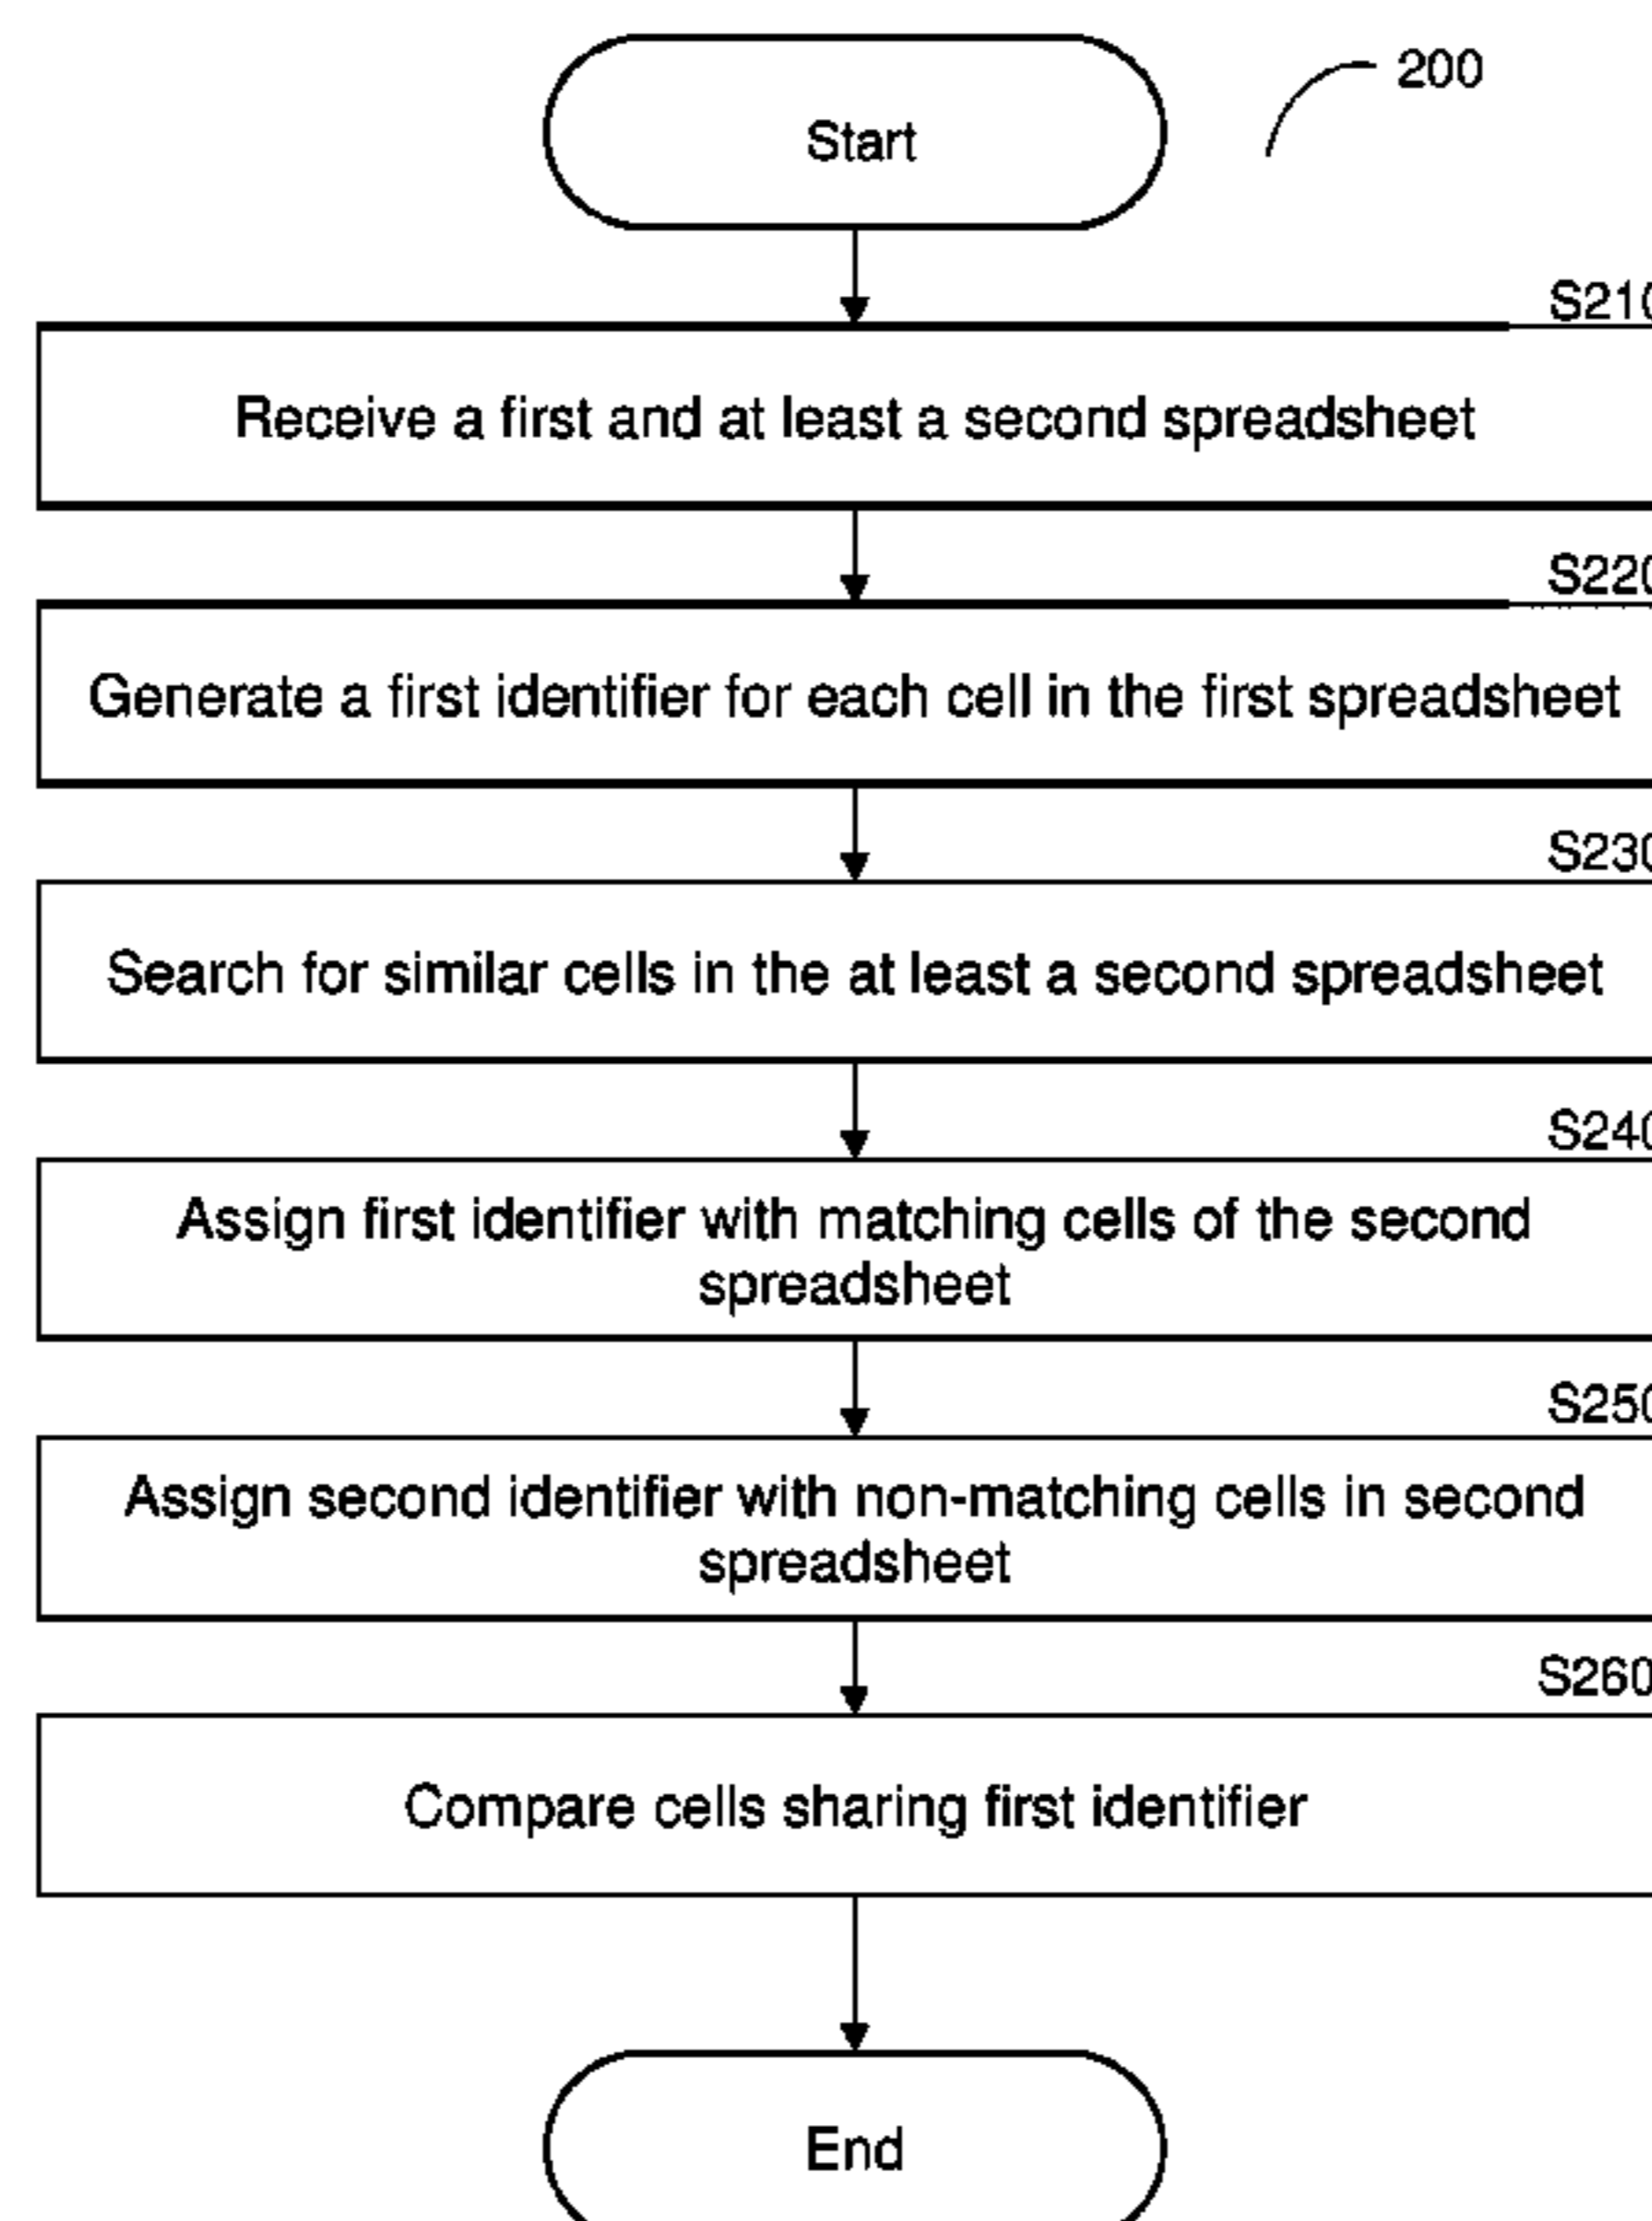 Start
200
S210
Receive a first and at least a second spreadsheet
S220
Generate a first identifier for each cell in the first spreadsheet
S230
Search for similar cells in the at least a second spreadsheet
S240
Assign first identifier with matching cells of the second
spreadsheet
S250
Assign second identifier with non-matching cells in second
spreadsheet
S260
Compare cells sharing first identifier
End